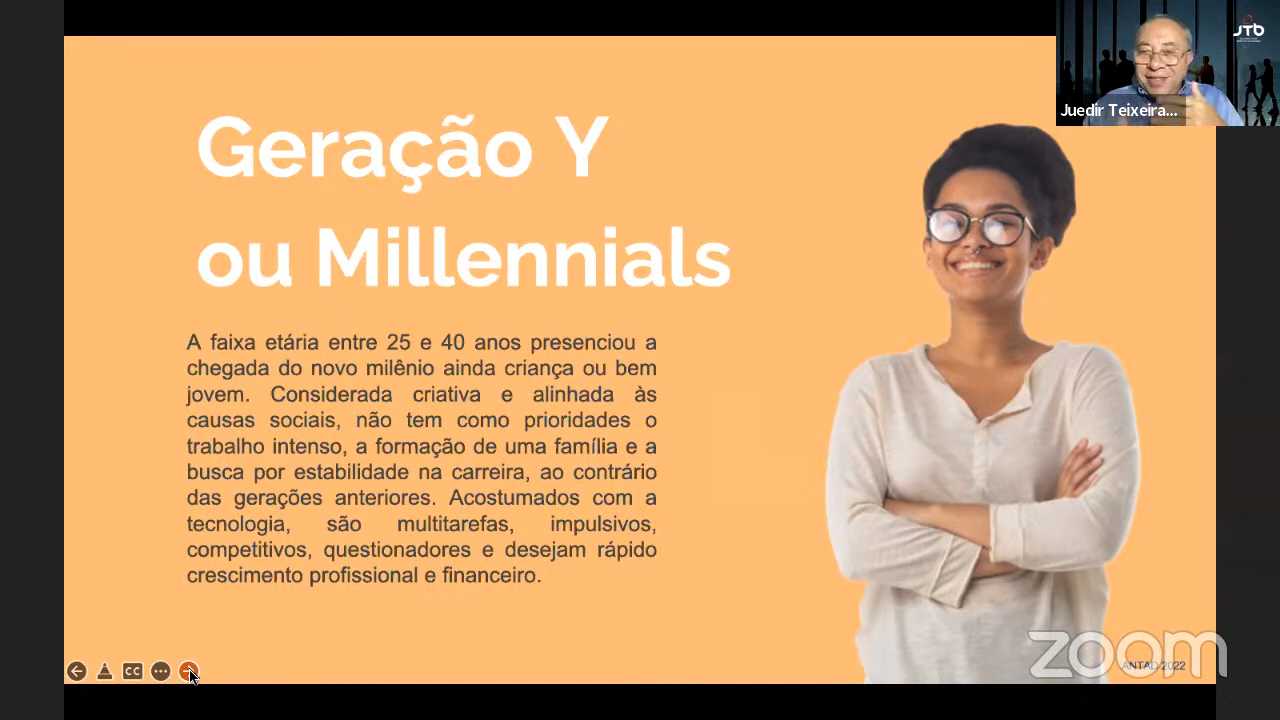 JTb
Juedir Teixeira...
Geração Y
ou Millennials
A faixa etária entre 25 e 40 anos presenciou a
chegada do novo milênio ainda criança ou bem
jovem. Considerada criativa e alinhada às
causas sociais, não tem como prioridades o
trabalho intenso, a formação de uma família e a
busca por estabilidade na carreira, ao contrário
das gerações anteriores. Acostumados com a
tecnologia, são multitarefas, impulsivos,
competitivos, questionadores e desejam rápido
crescimento profissional e financeiro.
CC
zoom
ANTAD 2022